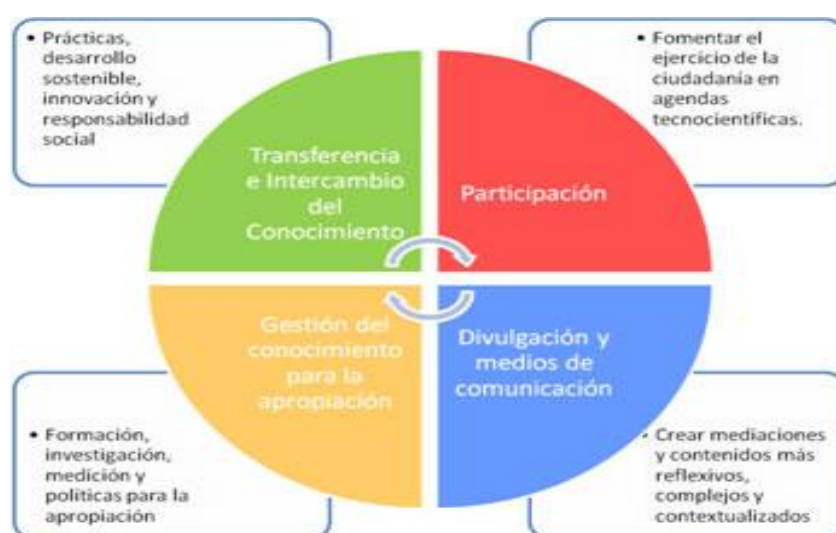 • Prácticas,
desarrollo
sostenible,
innovación y
responsabilidad
social
• Fomentar el
ejercicio de la
ciudadanía en
agendas
tecnocientíficas.
Transferencia
e Intercambio
del
Conocimiento
Participación
Gestión del
conocimiento
para la
apropiación
Divulgación y
medios de
comunicación
• Formación,
investigación,
medición y
políticas para la
apropiación
• Crear mediaciones
y contenidos más
reflexivos,
complejos y
contextualizados